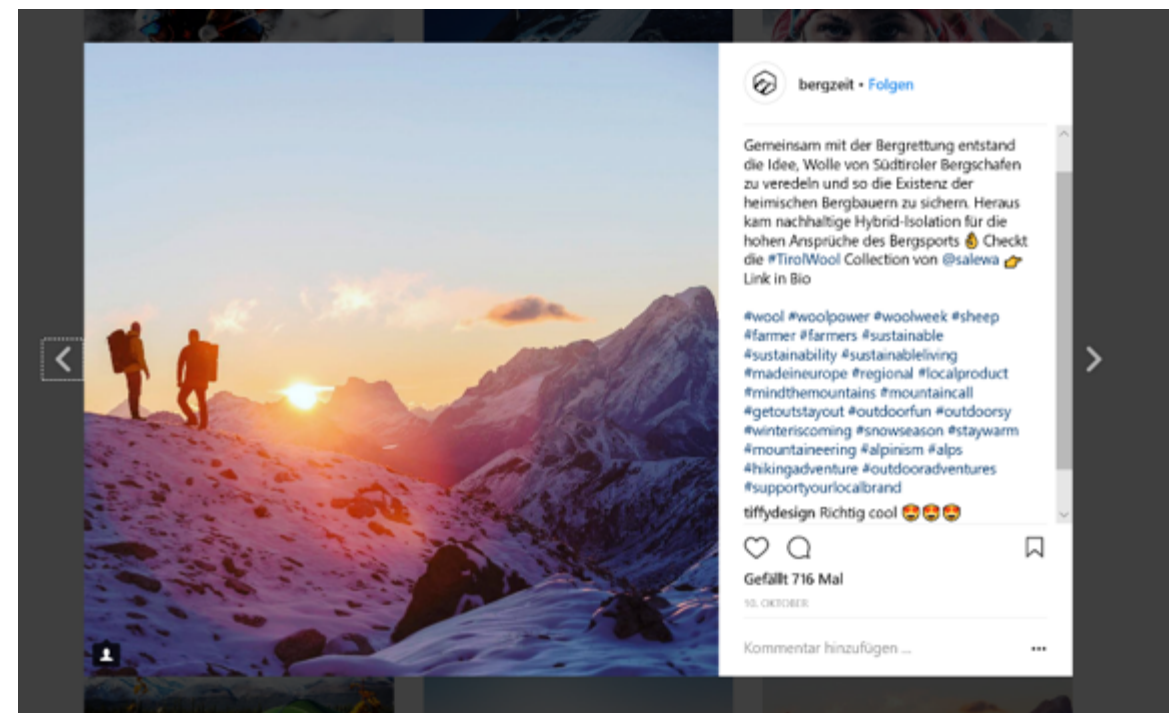 bergzeit • Folgen
Gemeinsam mit der Bergrettung entstand
die Idee, Wolle von Südtiroler Bergschafen
zu veredeln und so die Existenz der
heimischen Bergbauern zu sichern. Heraus
kam nachhaltige Hybrid-Isolation für die
hohen Ansprüche des Bergsports 👌 Checkt
die #TirolWool Collection von @salewa 👉
Link in Bio
#wool #woolpower #woolweek #sheep
#farmer #farmers #sustainable
#sustainability #sustainableliving
#madeineurope #regional #localproduct
#mindthemountains #mountaincall
#getoutstayout #outdoorfun #outdoorsy
#winteriscoming #snowseason #staywarm
#mountaineering #alpinism #alps
#hikingadventure #outdooradventures
#supportyourlocalbrand
tiffydesign Richtig cool 😍😍😍
Gefällt 716 Mal
10. OKTOBER
Kommentar hinzufügen ...